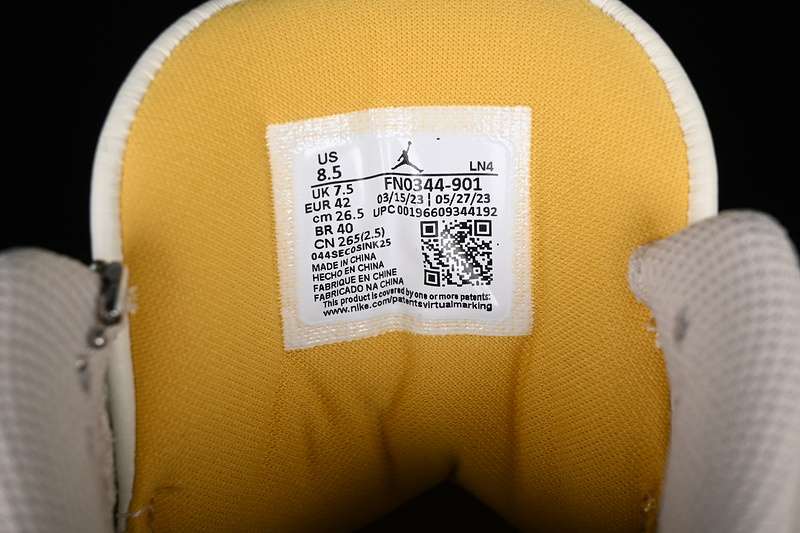 US
8.5
LN4
UK 7.5
FN0344-901
EUR 42
03/15/23 | 05/27/23
cm 26.5
UPC 00196609344192
BR 40
CN 265(2.5)
044SEC0SINK25
MADE IN CHINA
HECHO EN CHINA
FABRIQUE EN CHINE
FABRICADO NA CHINA
This product is covered by one or more patents:
www.nike.com/patentsvirtualmarking